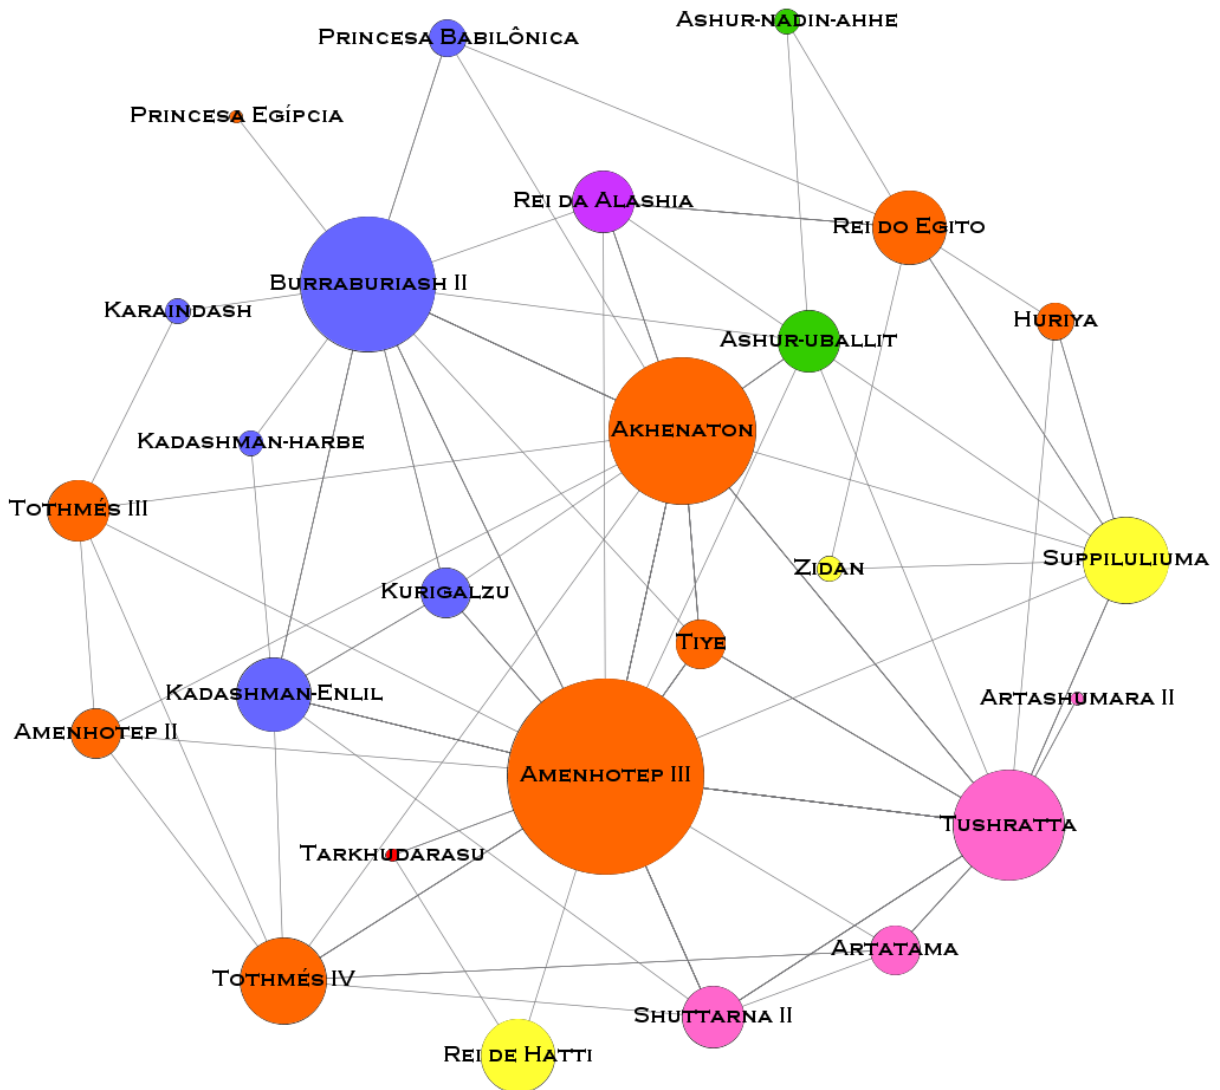 Ashur-nadin-ahhe
Princesa Babilônica
Princesa Egípcia
Rei da Alashia
Rei do Egito
Burraburiash II
Karaindash
Huriya
Ashur-uballit
Akhenaton
Kadashman-harbe
Tothmés III
Suppiluliuma
Zidan
Kurigalzu
Tiye
Kadashman-Enlil
Artashumara II
Amenhotep II
Amenhotep III
Tushratta
Tarkhudarasu
Artatama
Tothmés IV
Shuttarna II
Rei de Hatti